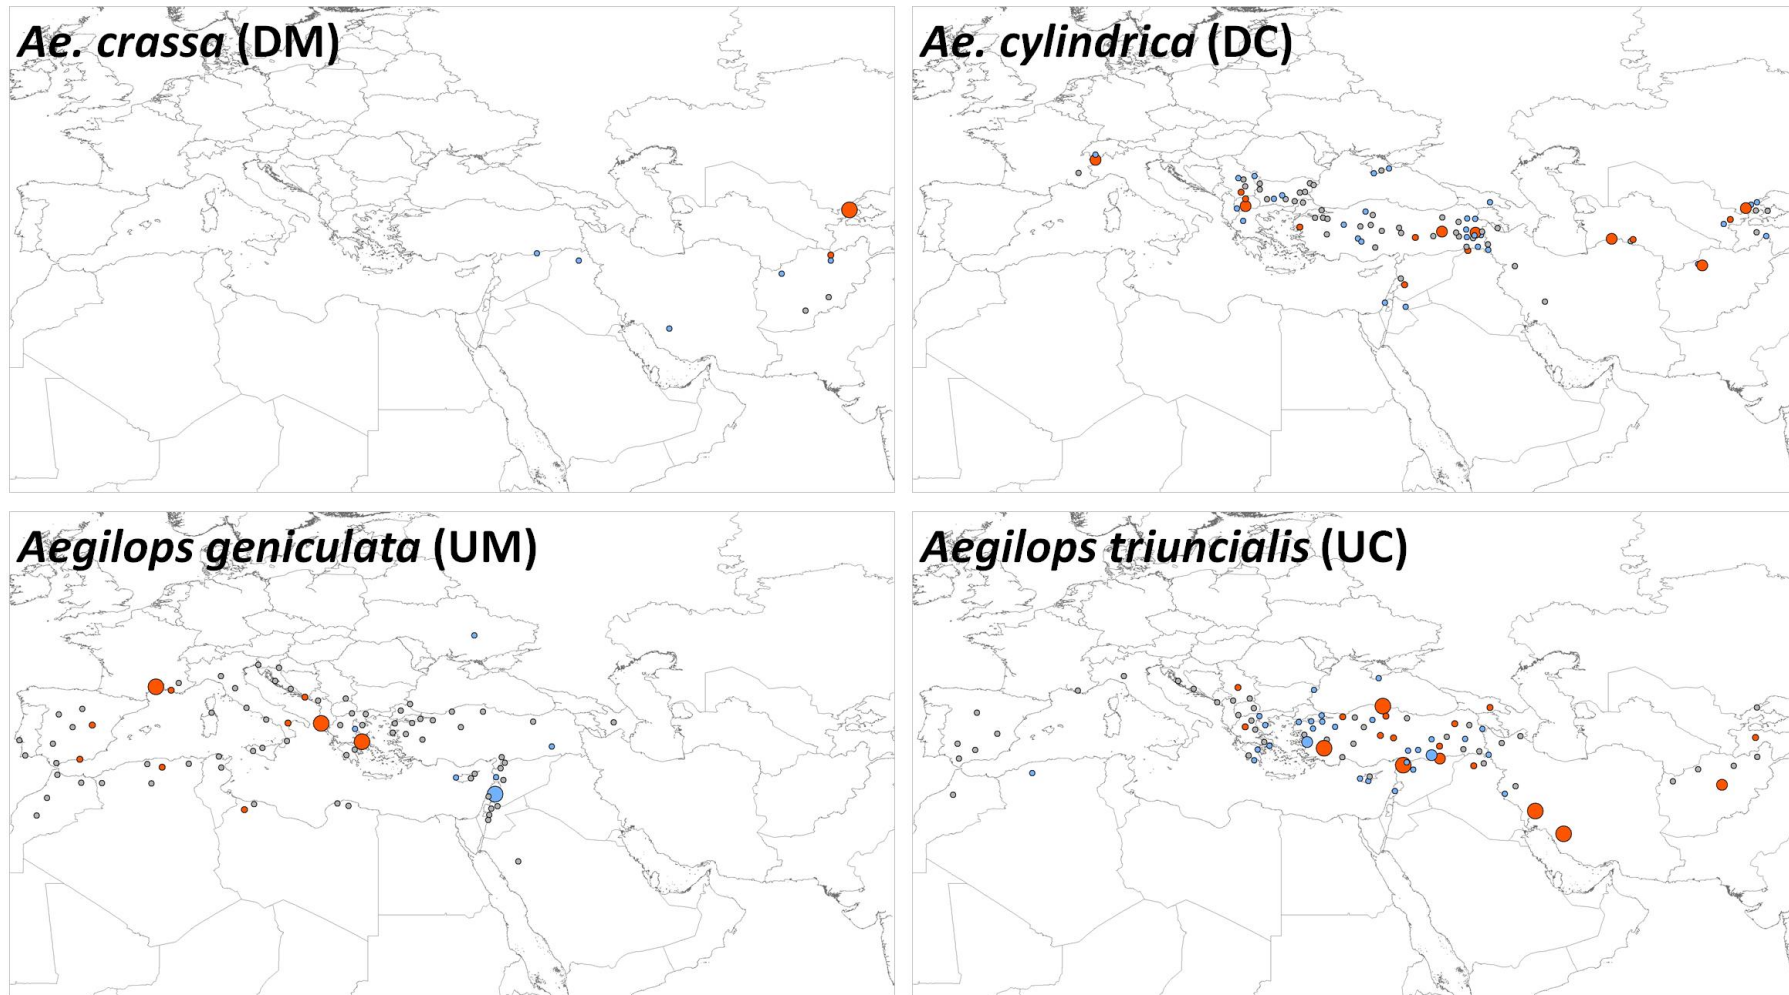 Ae. crassa (DM)
Ae. cylindrica (DC)
Aegilops geniculata (UM)
Aegilops triuncialis (UC)